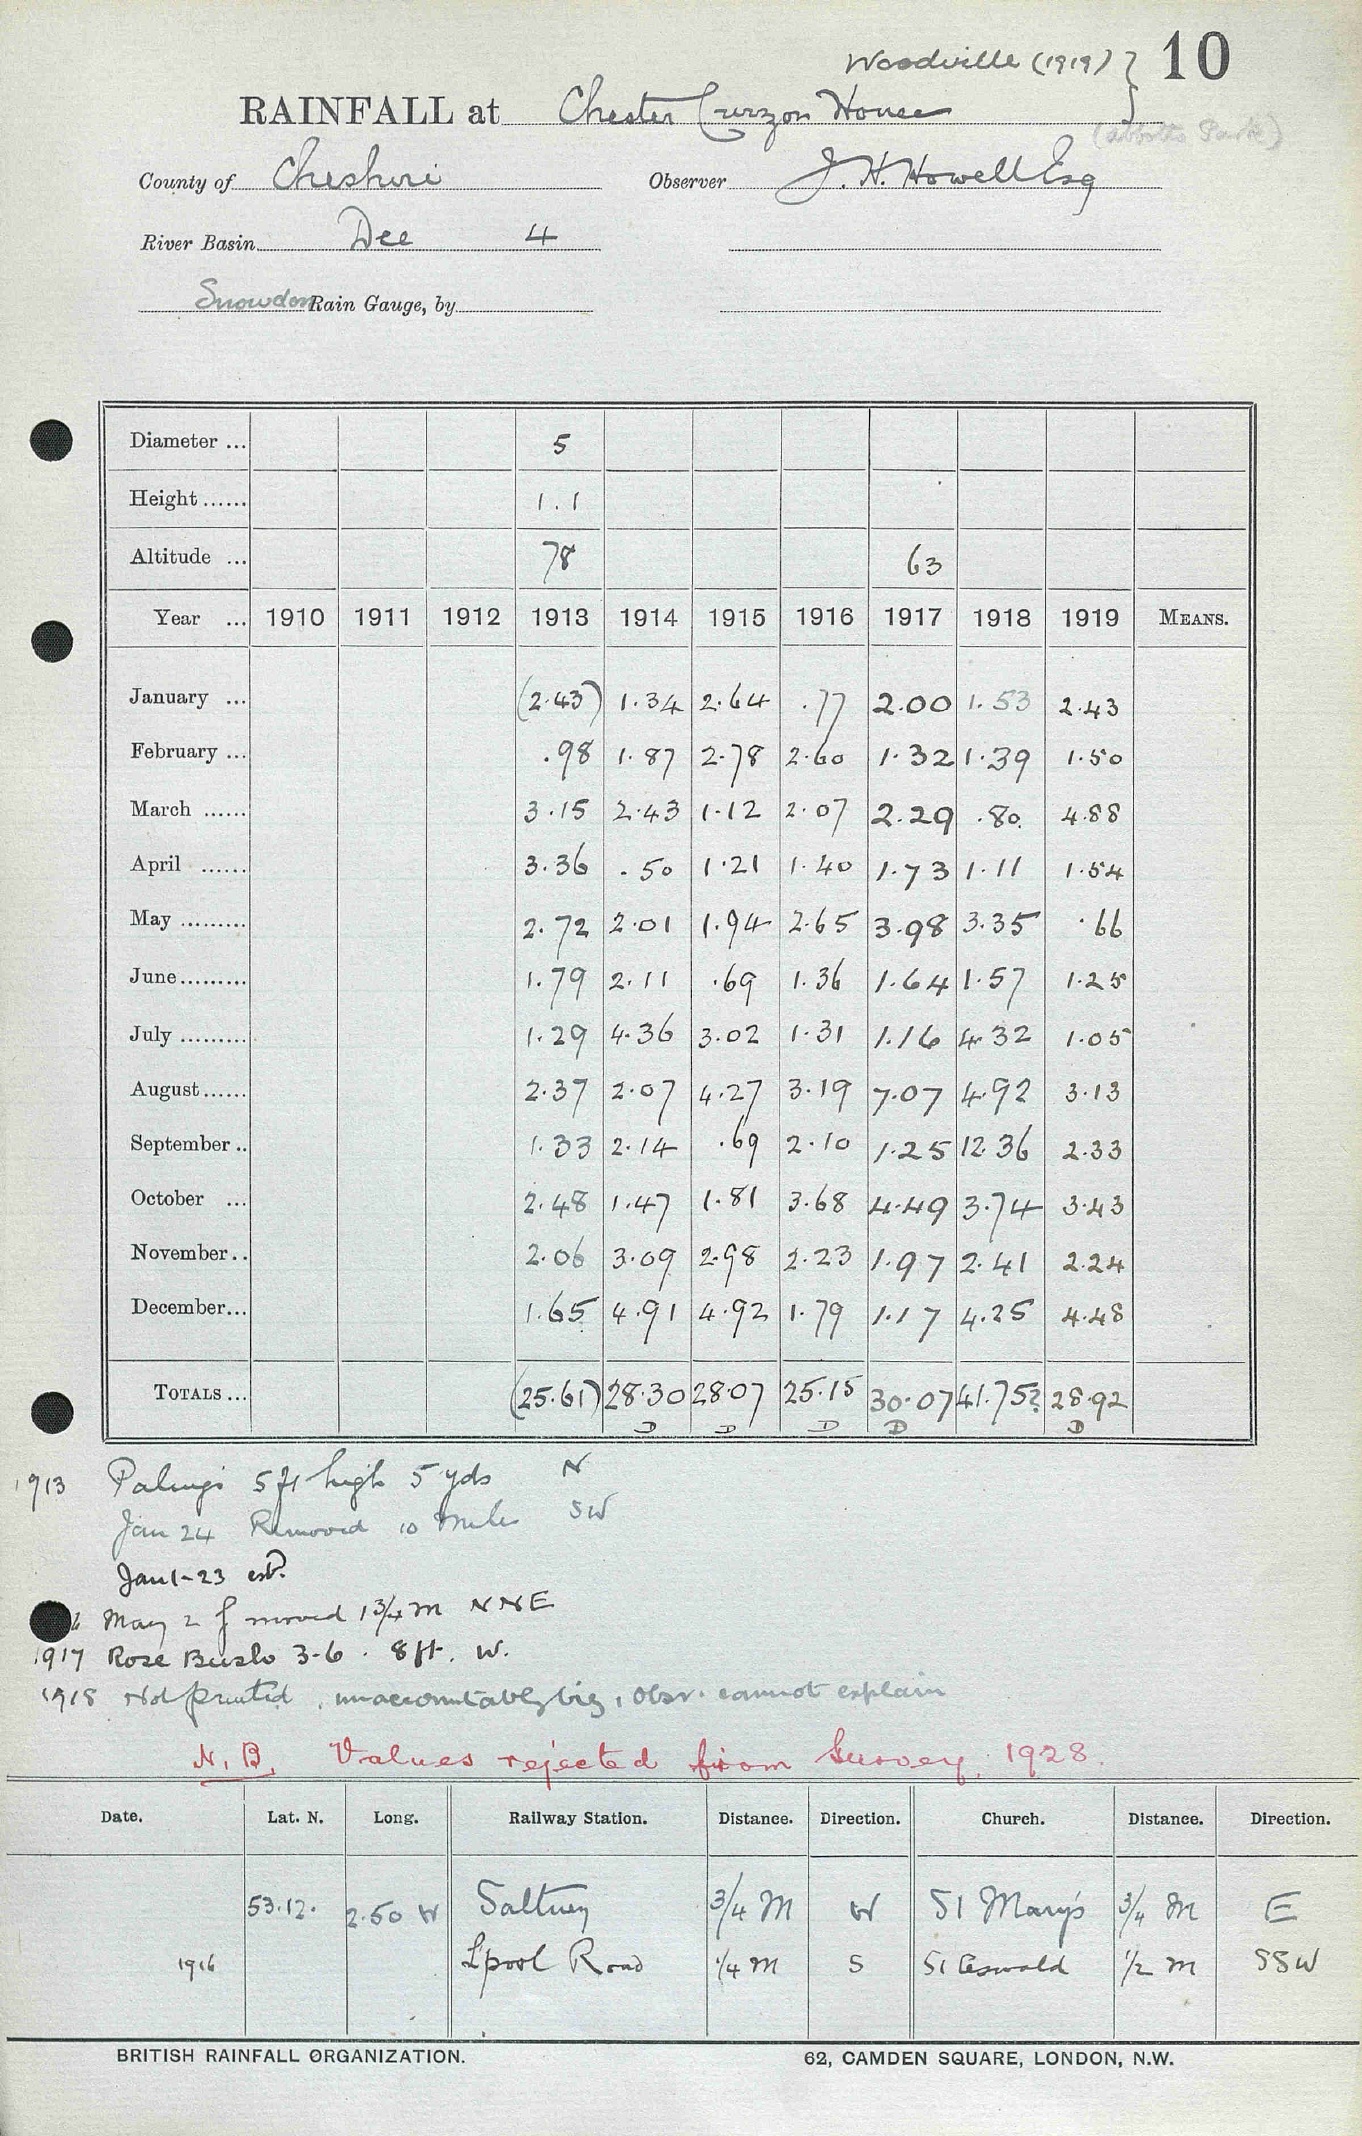 Woodville (1919) } 10
RAINFALL at Chester Curzon House
(Abbotts Park)
County of Cheshire Observer J. H. Howell Esq
River Basin Dee 4
Snowdon Rain Gauge, by
Diameter ... 5
Height ...... 1.1
Altitude ... 78 63
Year ... 1910 1911 1912 1913 1914 1915 1916 1917 1918 1919 MEANS.
January ... (2.43) 1.34 2.64 .77 2.00 1.53 2.43
February ... .98 1.87 2.78 2.60 1.32 1.39 1.50
March ...... 3.15 2.43 1.12 2.07 2.29 .80 4.88
April ...... 3.36 .50 1.21 1.40 1.73 1.11 1.54
May ......... 2.72 2.01 1.94 2.65 3.98 3.35 .66
June ......... 1.79 2.11 .69 1.36 1.64 1.57 1.25
July ......... 1.29 4.36 3.02 1.31 1.16 4.32 1.05
August ...... 2.37 2.07 4.27 3.19 7.07 4.92 3.13
September .. 1.33 2.14 .69 2.10 1.25 12.36 2.33
October ... 2.48 1.47 1.81 3.68 4.49 3.74 3.43
November .. 2.06 3.09 2.98 2.23 1.97 2.41 2.24
December ... 1.65 4.91 4.92 1.79 1.17 4.25 4.48
TOTALS ... (25.61) 28.30 28.07 25.15 30.07 41.75? 28.92
D D D D D
1913 Palings 5 ft high 5 yds N
Jan 24 Removed 10 Miles SW
Jan 1-23 est.
May 2 moved 1 3/4 m NNE
1917 Rose Bush 3-6 . 8 ft. W.
1918 Not printed, unaccountably big, Obsr. cannot explain
N.B. Values rejected from Survey, 1928.
Date. Lat. N. Long. Railway Station. Distance. Direction. Church. Distance. Direction.
53.12. 2.50 W Saltney 3/4 M W St Mary's 3/4 M E
1916 Lpool Road 1/4 M S St Oswald 1/2 m SSW
BRITISH RAINFALL ORGANIZATION. 62, CAMDEN SQUARE, LONDON, N.W.